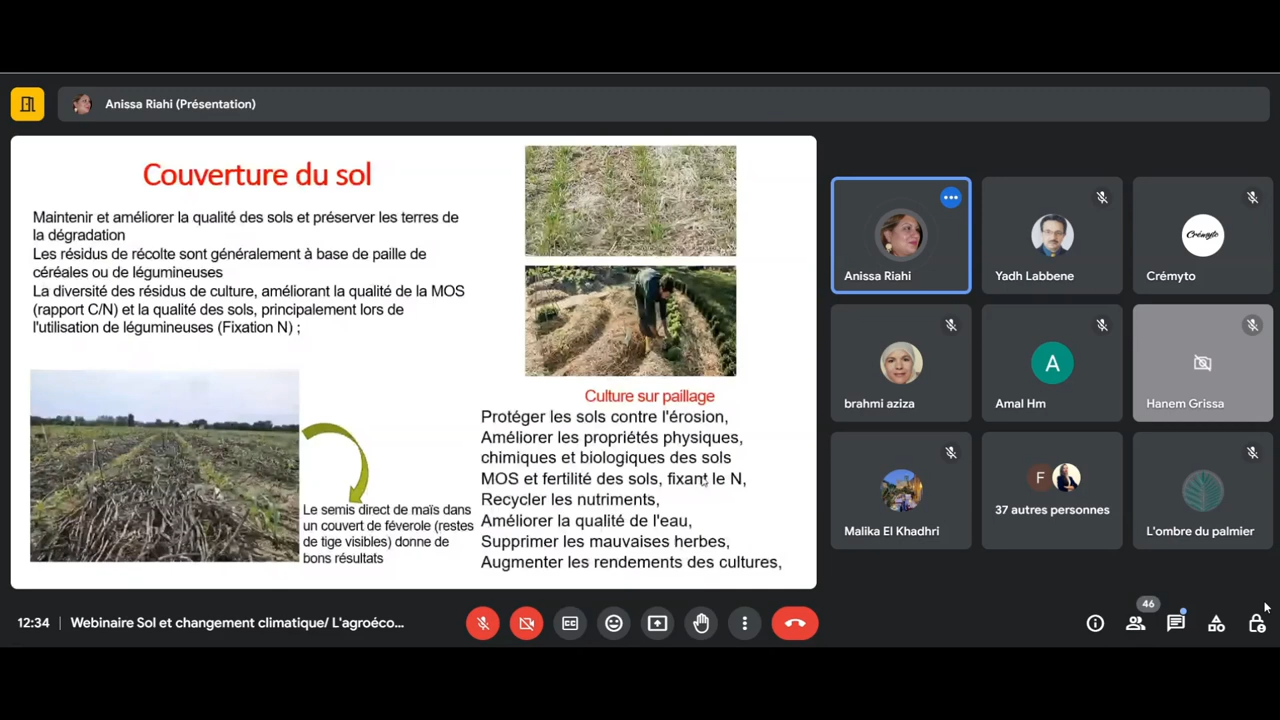 Anissa Riahi (Présentation)
Couverture du sol
Maintenir et améliorer la qualité des sols et préserver les terres de
la dégradation
Les résidus de récolte sont généralement à base de paille de
céréales ou de légumineuses
La diversité des résidus de culture, améliorant la qualité de la MOS
(rapport C/N) et la qualité des sols, principalement lors de
l'utilisation de légumineuses (Fixation N) ;
Le semis direct de maïs dans
un couvert de féverole (restes
de tige visibles) donne de
bons résultats
Culture sur paillage
Protéger les sols contre l'érosion,
Améliorer les propriétés physiques,
chimiques et biologiques des sols
MOS et fertilité des sols, fixant le N,
Recycler les nutriments,
Améliorer la qualité de l'eau,
Supprimer les mauvaises herbes,
Augmenter les rendements des cultures,
Anissa Riahi
Yadh Labbene
Crémyto
Crémyto
brahmi aziza
A
Amal Hm
Hanem Grissa
Malika El Khadhri
F
37 autres personnes
L'ombre du palmier
12:34
Webinaire Sol et changement climatique/ L'agroéco...
46